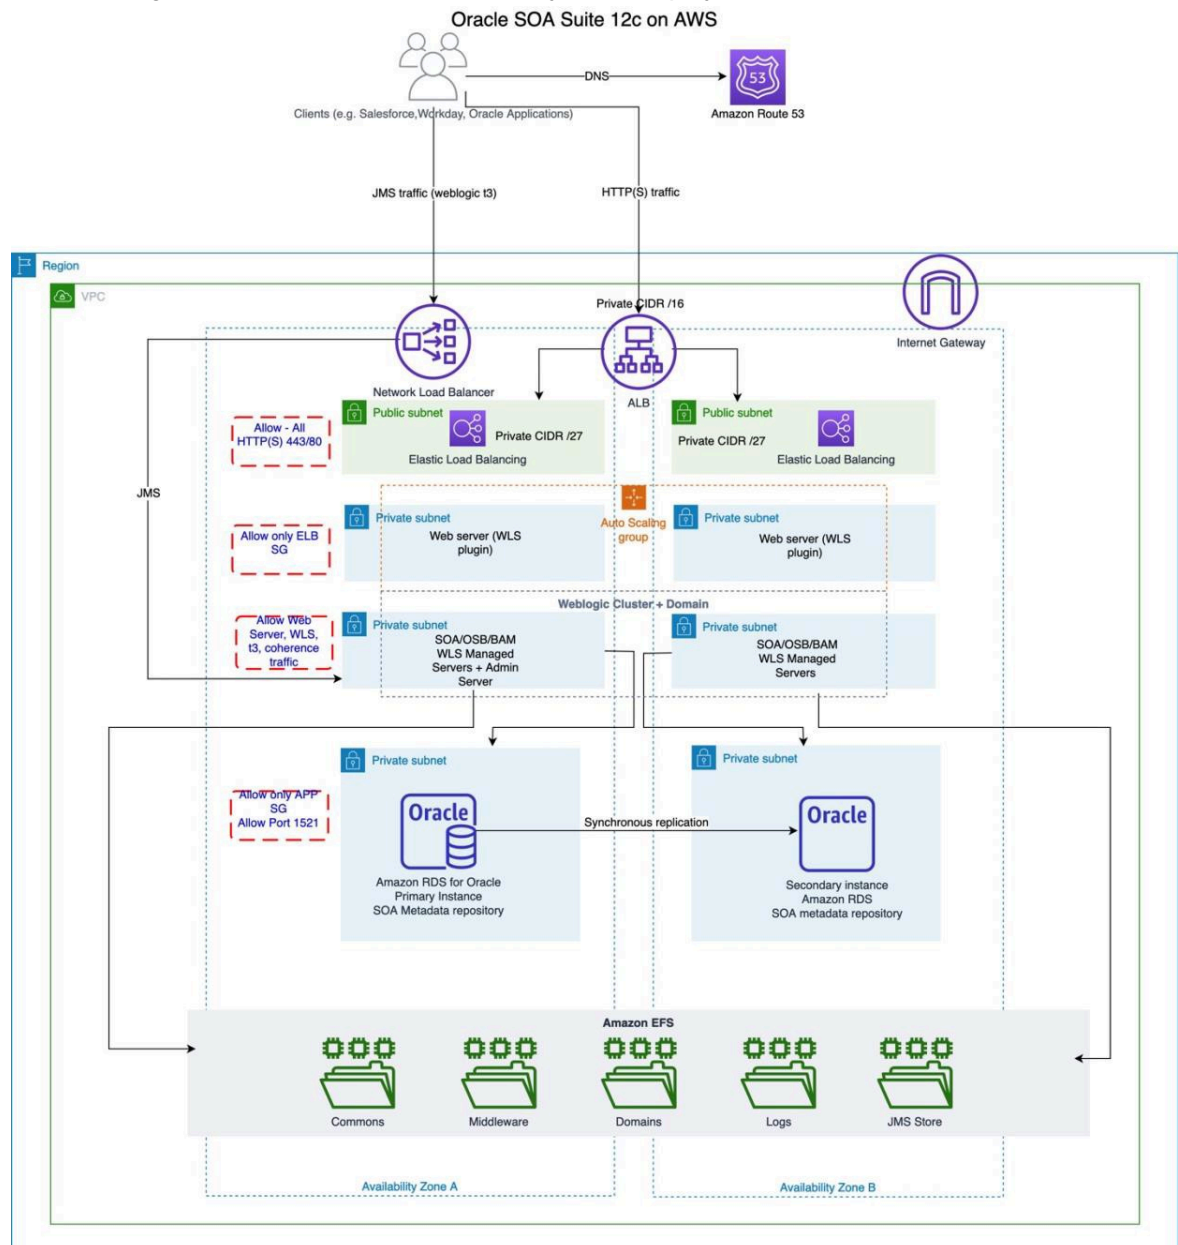 Oracle SOA Suite 12c on AWS
DNS
53
Clients (e.g. Salesforce,Workday, Oracle Applications)
Amazon Route 53
JMS traffic (weblogic t3)
HTTP(S) traffic
Region
VPC
Private CIDR /16
Internet Gateway
Network Load Balancer
ALB
Allow - All
HTTP(S) 443/80
Public subnet
Private CIDR /27
Elastic Load Balancing
Public subnet
Private CIDR /27
Elastic Load Balancing
JMS
Allow only ELB
SG
Private subnet
Web server (WLS
plugin)
Auto Scaling
group
Private subnet
Web server (WLS
plugin)
Weblogic Cluster + Domain
Allow Web
Server, WLS,
t3, coherence
traffic
Private subnet
SOA/OSB/BAM
WLS Managed
Servers + Admin
Server
Private subnet
SOA/OSB/BAM
WLS Managed
Servers
Allow only APP
SG
Allow Port 1521
Private subnet
Oracle
Amazon RDS for Oracle
Primary Instance
SOA Metadata repository
Synchronous replication
Private subnet
Oracle
Secondary instance
Amazon RDS
SOA metadata repository
Amazon EFS
Commons
Middleware
Domains
Logs
JMS Store
Availability Zone A
Availability Zone B